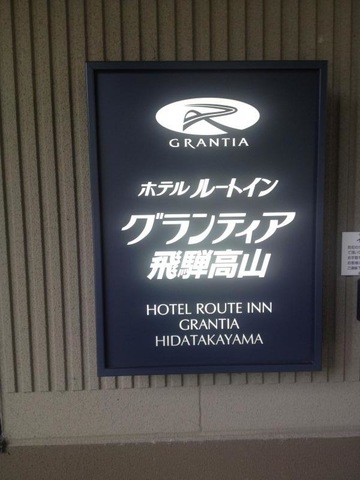 GRANTIA
ホテル ルートイン
グランティア
飛騨高山
HOTEL ROUTE INN
GRANTIA
HIDATAKAYAMA